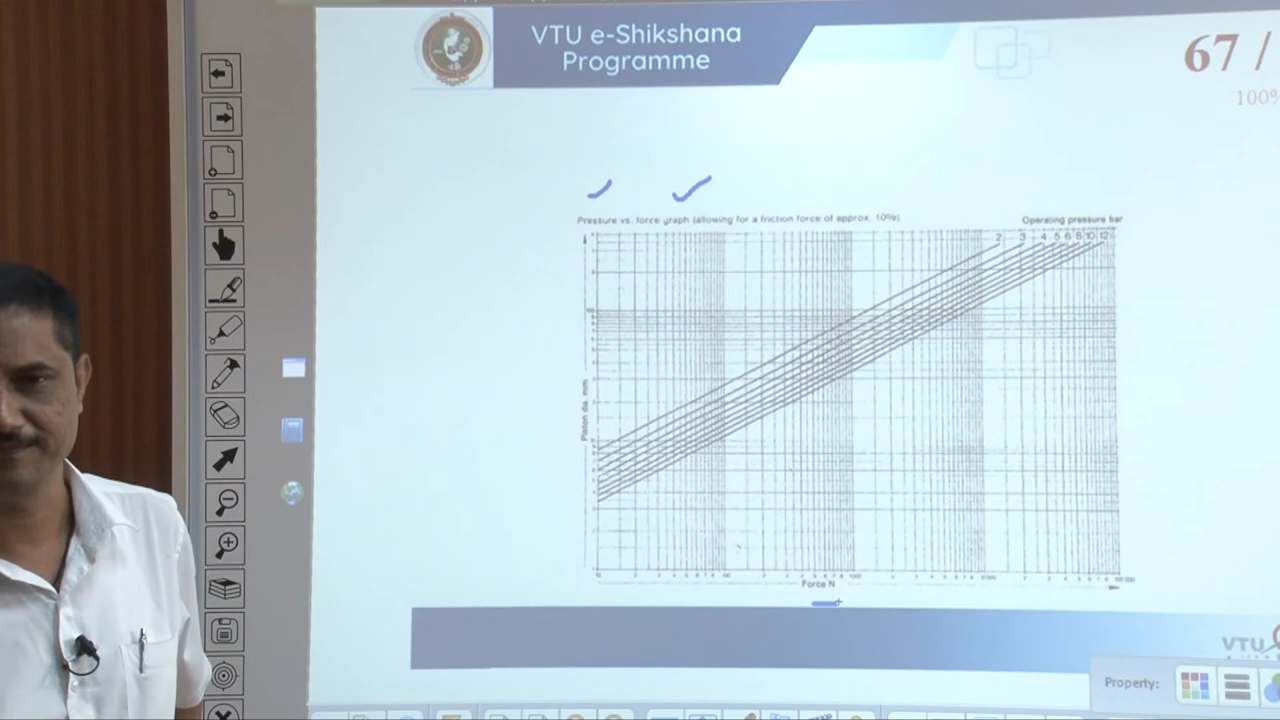 VTU e-Shikshana
Programme
67 /
100%
Pressure vs. force graph (allowing for a friction force of approx. 10%)
Operating pressure bar
2 3 4 5 6 8 10 12
Piston dia. mm
Force N
VTU
Property: